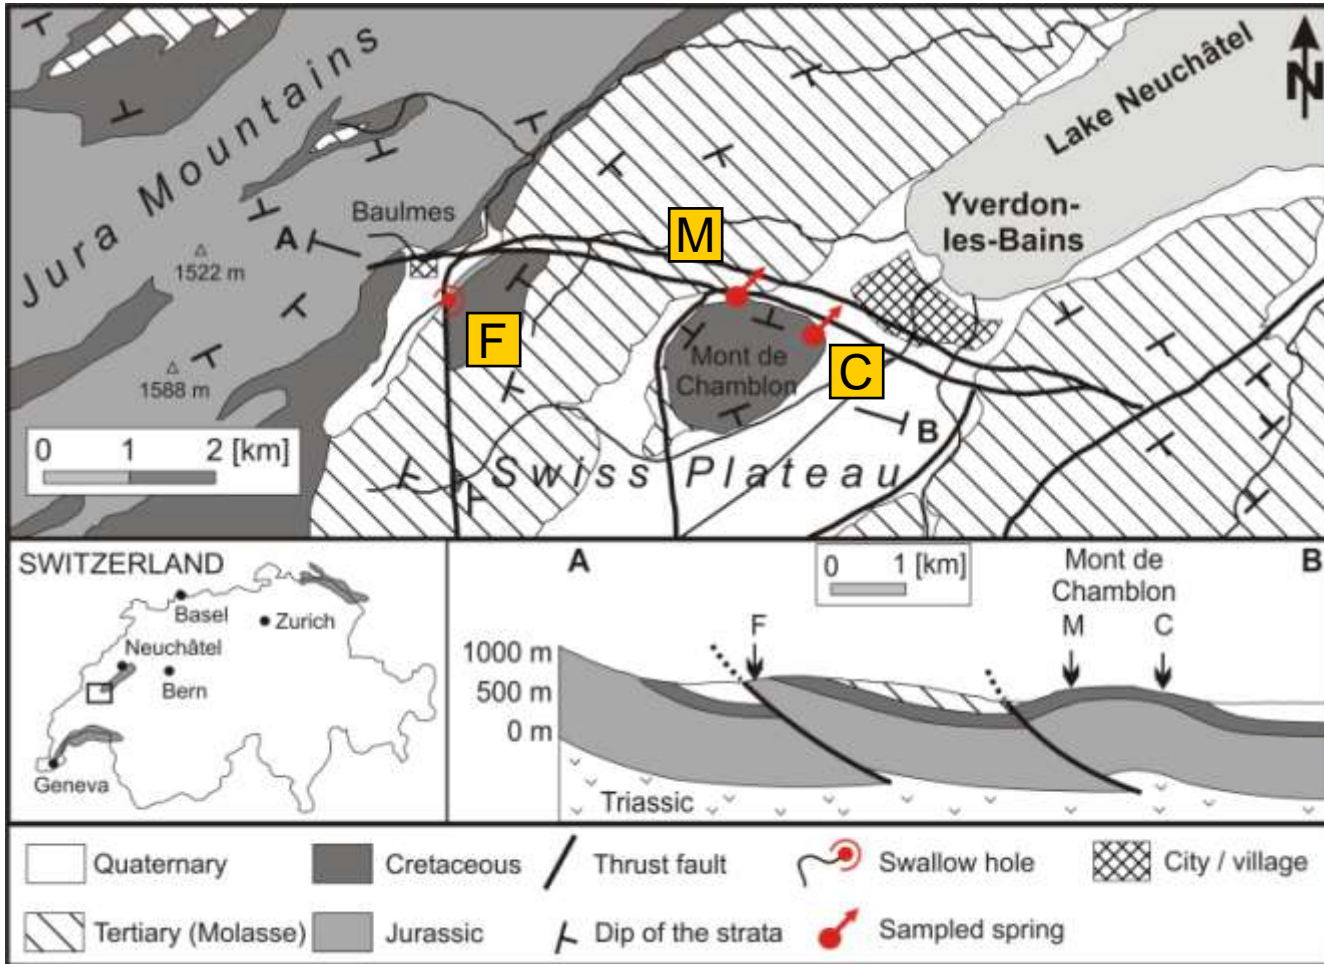 Jura Mountains
Lake Neuchâtel
N
Baulmes
A
1522 m
1588 m
M
Yverdon-
les-Bains
F
Mont de
Chamblon
C
B
0 1 2 [km]
Swiss Plateau
SWITZERLAND
Basel
Zurich
Neuchâtel
Bern
Geneva
A
0 1 [km]
Mont de
Chamblon
B
F
M
C
1000 m
500 m
0 m
Triassic
Quaternary
Cretaceous
Thrust fault
Swallow hole
City / village
Tertiary (Molasse)
Jurassic
Dip of the strata
Sampled spring